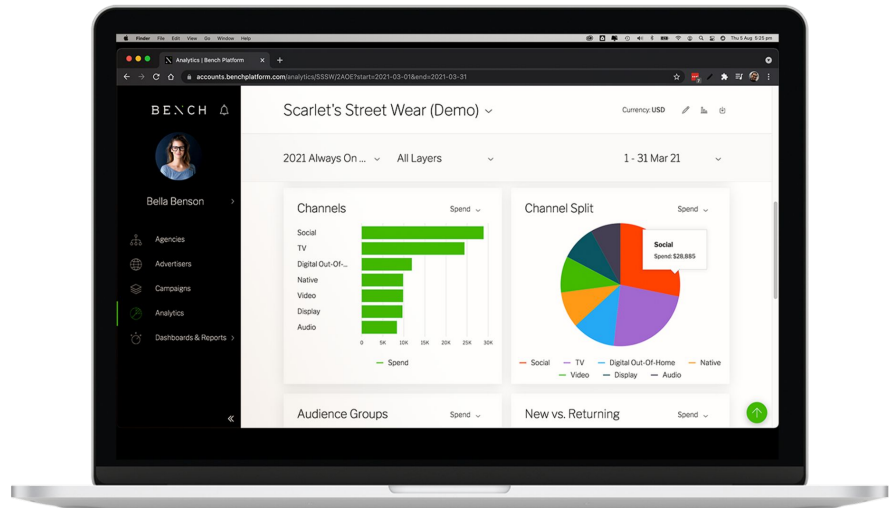 Finder File Edit View Go Window Help
Thu 5 Aug 5:25 pm
Analytics | Bench Platform
accounts.benchplatform.com/analytics/SSSW/2AOE?start=2021-03-01&end=2021-03-31
BENCH
Scarlet's Street Wear (Demo)
Currency: USD
2021 Always On ...
All Layers
1 - 31 Mar 21
Bella Benson
Agencies
Advertisers
Campaigns
Analytics
Dashboards & Reports
Channels
Spend
Social
TV
Digital Out-Of-...
Native
Video
Display
Audio
0 5K 10K 15K 20K 25K 30K
Spend
Channel Split
Spend
Social
Spend: $28,885
Social TV Digital Out-Of-Home Native
Video Display Audio
Audience Groups
Spend
New vs. Returning
Spend